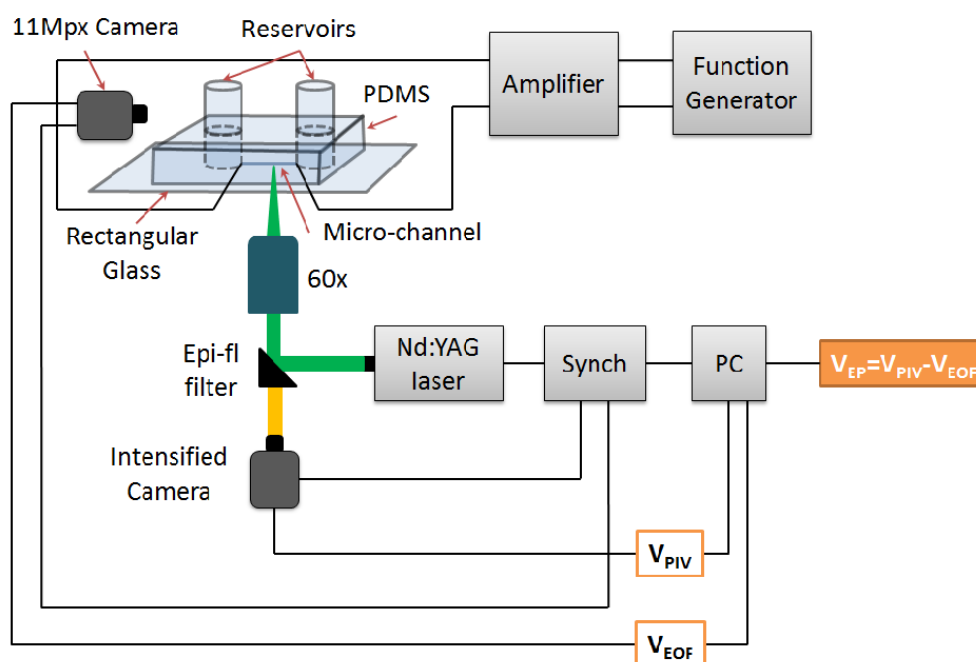 11Mpx Camera
Reservoirs
PDMS
Amplifier
Function
Generator
Rectangular
Glass
Micro-channel
60x
Epi-fl
filter
Nd:YAG
laser
Synch
PC
V_EP=V_PIV-V_EOF
Intensified
Camera
V_PIV
V_EOF